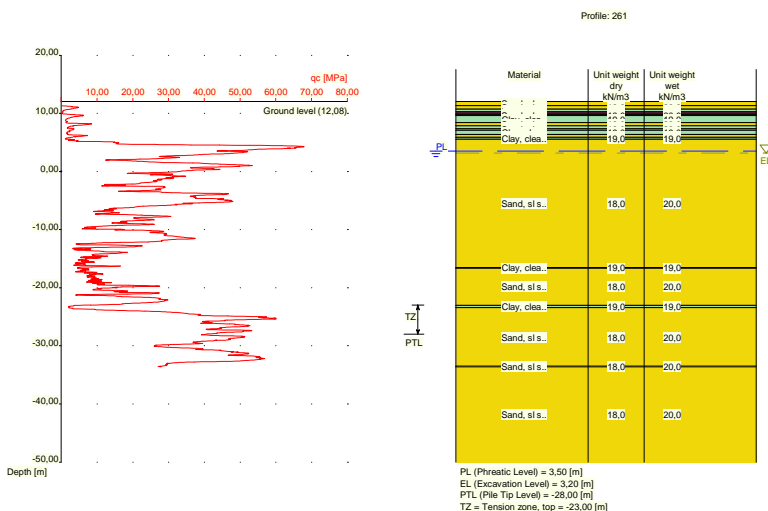 Profile: 261
20,00
10,00
0,00
-10,00
-20,00
-30,00
-40,00
-50,00
Depth [m]
qc [MPa]
10,00 20,00 30,00 40,00 50,00 60,00 70,00 80,00
Ground level (12,08)
TZ
PTL
Material Unit weight Unit weight
dry wet
kN/m3 kN/m3
Clay, clea.. 19,0 19,0
PL
EL
Sand, sl s.. 18,0 20,0
Clay, clea.. 19,0 19,0
Sand, sl s.. 18,0 20,0
Clay, clea.. 19,0 19,0
Sand, sl s.. 18,0 20,0
Sand, sl s.. 18,0 20,0
Sand, sl s.. 18,0 20,0
PL (Phreatic Level) = 3,50 [m]
EL (Excavation Level) = 3,20 [m]
PTL (Pile Tip Level) = -28,00 [m]
TZ = Tension zone, top = -23,00 [m]